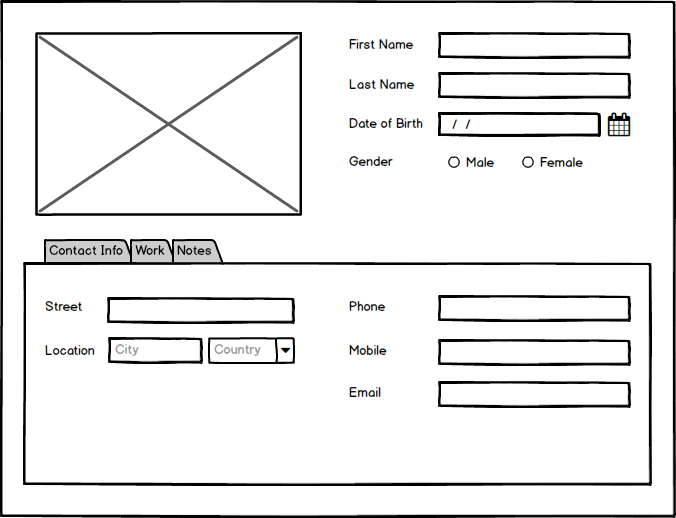 First Name
Last Name
Date of Birth / /
Gender Male Female
Contact Info Work Notes
Street
Location City Country
Phone
Mobile
Email